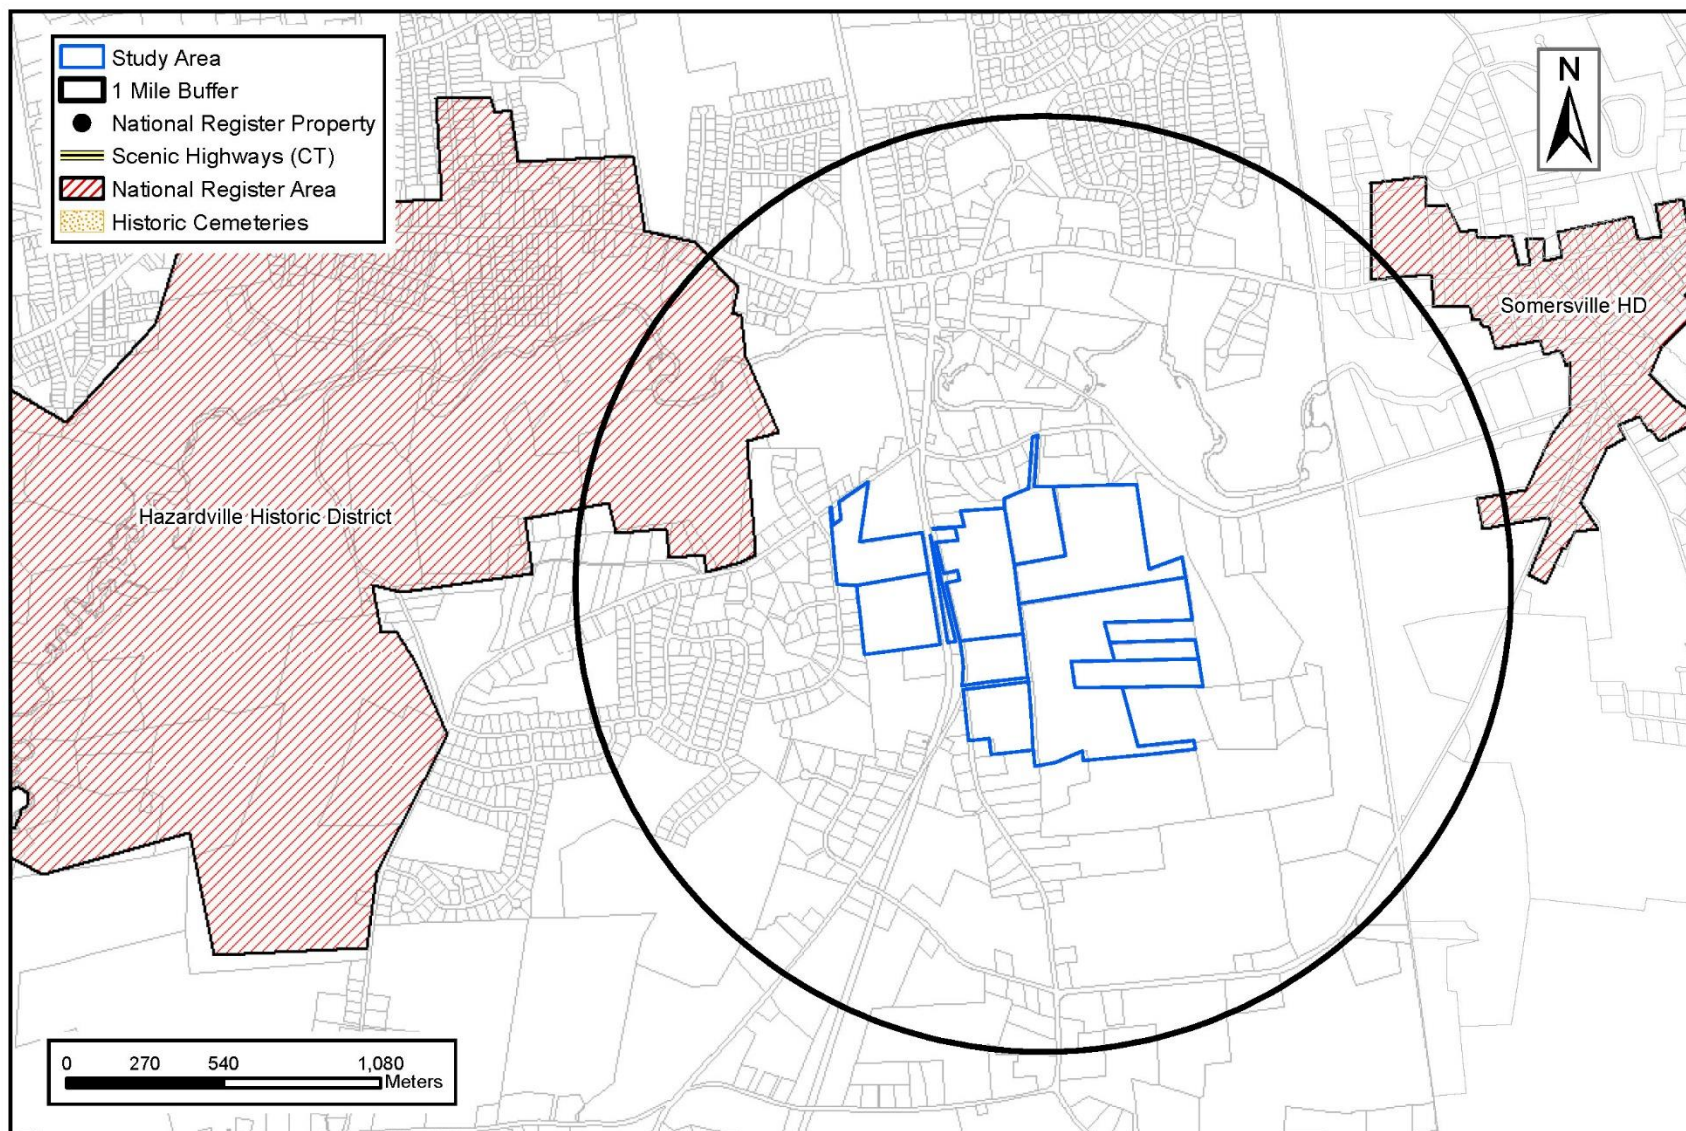 Study Area
1 Mile Buffer
National Register Property
Scenic Highways (CT)
National Register Area
Historic Cemeteries
N
Somersville HD
Hazardville Historic District
0 270 540 1,080
Meters